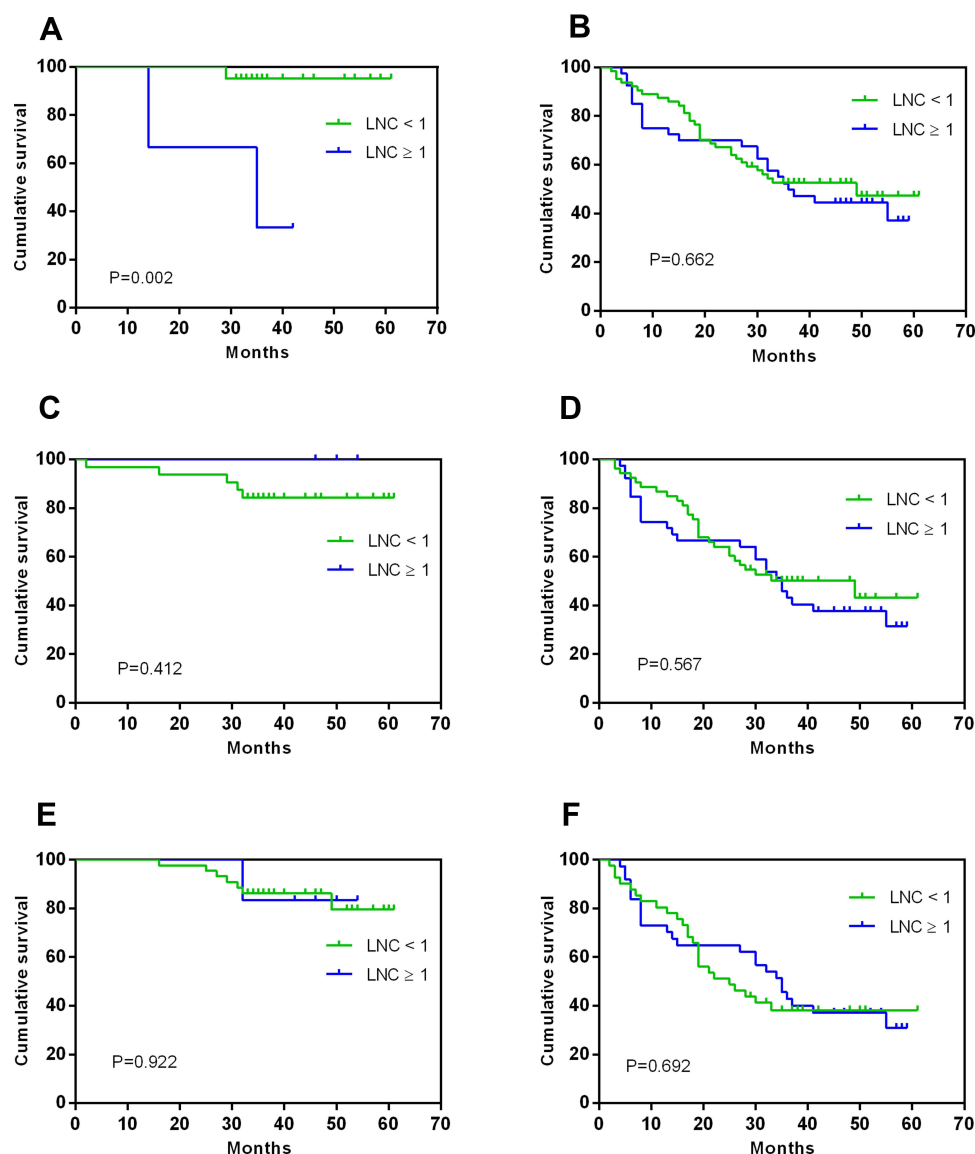 A
Cumulative survival
100
80
60
40
20
0
LNC < 1
LNC ≥ 1
P=0.002
0 10 20 30 40 50 60 70
Months
B
Cumulative survival
100
80
60
40
20
0
LNC < 1
LNC ≥ 1
P=0.662
0 10 20 30 40 50 60 70
Months
C
Cumulative survival
100
80
60
40
20
0
LNC < 1
LNC ≥ 1
P=0.412
0 10 20 30 40 50 60 70
Months
D
Cumulative survival
100
80
60
40
20
0
LNC < 1
LNC ≥ 1
P=0.567
0 10 20 30 40 50 60 70
Months
E
Cumulative survival
100
80
60
40
20
0
LNC < 1
LNC ≥ 1
P=0.922
0 10 20 30 40 50 60 70
Months
F
Cumulative survival
100
80
60
40
20
0
LNC < 1
LNC ≥ 1
P=0.692
0 10 20 30 40 50 60 70
Months